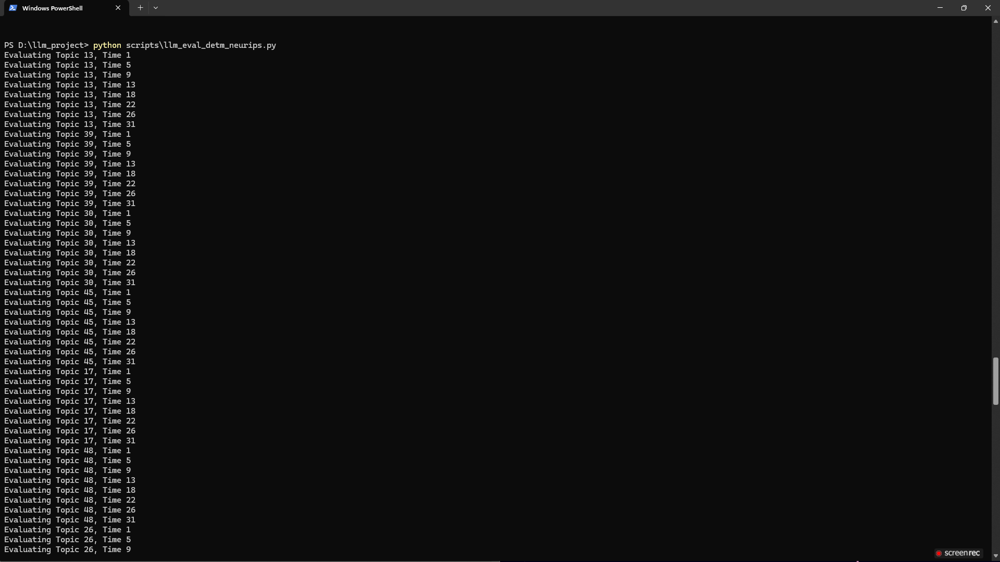 Windows PowerShell
PS D:\llm_project> python scripts\llm_eval_detm_neurips.py
Evaluating Topic 13, Time 1
Evaluating Topic 13, Time 5
Evaluating Topic 13, Time 9
Evaluating Topic 13, Time 13
Evaluating Topic 13, Time 18
Evaluating Topic 13, Time 22
Evaluating Topic 13, Time 26
Evaluating Topic 13, Time 31
Evaluating Topic 39, Time 1
Evaluating Topic 39, Time 5
Evaluating Topic 39, Time 9
Evaluating Topic 39, Time 13
Evaluating Topic 39, Time 18
Evaluating Topic 39, Time 22
Evaluating Topic 39, Time 26
Evaluating Topic 39, Time 31
Evaluating Topic 30, Time 1
Evaluating Topic 30, Time 5
Evaluating Topic 30, Time 9
Evaluating Topic 30, Time 13
Evaluating Topic 30, Time 18
Evaluating Topic 30, Time 22
Evaluating Topic 30, Time 26
Evaluating Topic 30, Time 31
Evaluating Topic 45, Time 1
Evaluating Topic 45, Time 5
Evaluating Topic 45, Time 9
Evaluating Topic 45, Time 13
Evaluating Topic 45, Time 18
Evaluating Topic 45, Time 22
Evaluating Topic 45, Time 26
Evaluating Topic 45, Time 31
Evaluating Topic 17, Time 1
Evaluating Topic 17, Time 5
Evaluating Topic 17, Time 9
Evaluating Topic 17, Time 13
Evaluating Topic 17, Time 18
Evaluating Topic 17, Time 22
Evaluating Topic 17, Time 26
Evaluating Topic 17, Time 31
Evaluating Topic 48, Time 1
Evaluating Topic 48, Time 5
Evaluating Topic 48, Time 9
Evaluating Topic 48, Time 13
Evaluating Topic 48, Time 18
Evaluating Topic 48, Time 22
Evaluating Topic 48, Time 26
Evaluating Topic 48, Time 31
Evaluating Topic 26, Time 1
Evaluating Topic 26, Time 5
Evaluating Topic 26, Time 9
screenrec